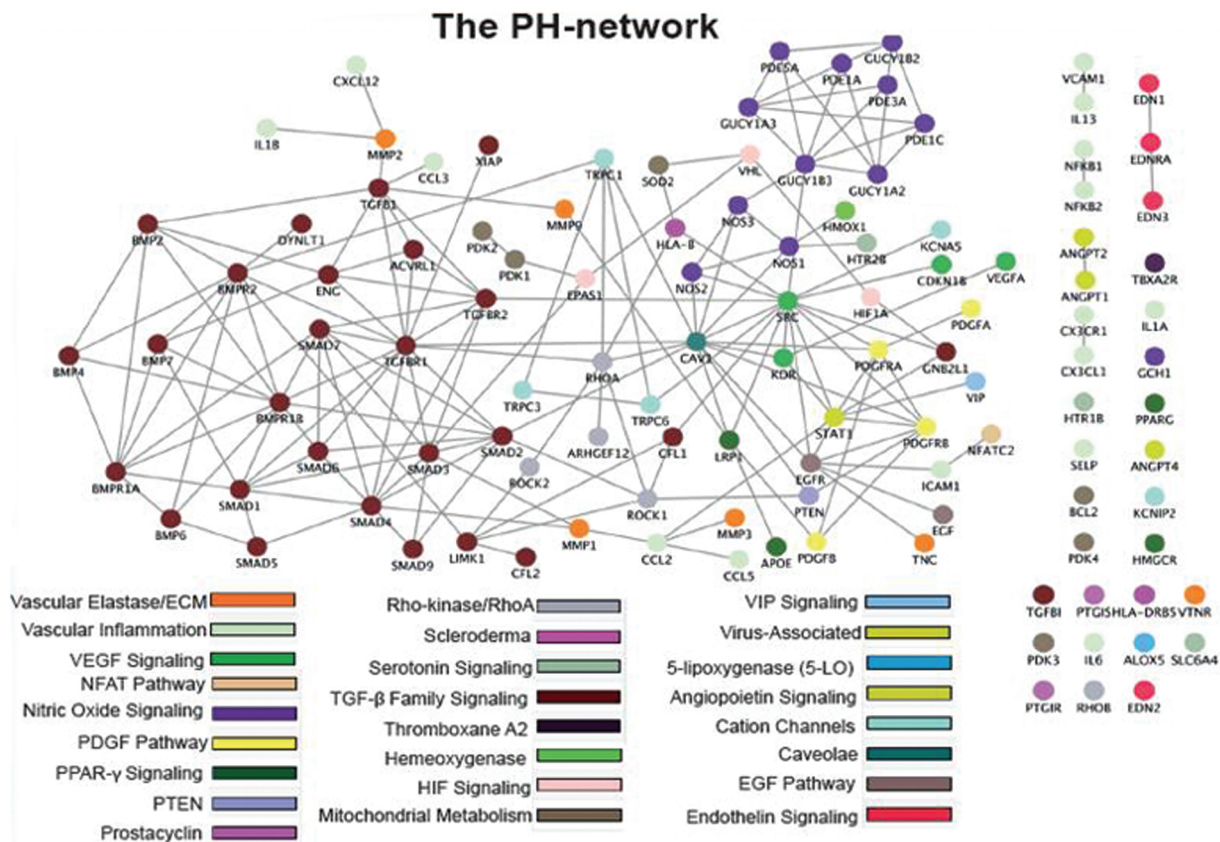 The PH-network
CXCL12
IL18
MMP2
CCL3
XIAP
TGFB1
BMP2
DYNLT1
ACVRL1
BMPR2
ENG
TGFBR2
SMAD7
TGFBR1
BMP7
BMP4
BMPR1B
SMAD6
SMAD3
SMAD2
BMPR1A
SMAD1
SMAD4
BMP6
SMAD5
SMAD9
LIMK1
CFL2
MMP9
PDK2
PDK1
EPAS1
TRPC1
SOD2
VHL
HLA-B
RHOA
TRPC3
TRPC6
ARHGEF12
CFL1
ROCK2
ROCK1
MMP1
CCL2
MMP3
CCL5
APOE
PDGFB
PDE5A
GUCY1B2
PDE1A
PDE3A
GUCY1A3
PDE1C
GUCY1B3
GUCY1A2
NOS3
HMOX1
NOS1
HTR2B
KCNA5
NOS2
CDKN1B
VEGFA
SRC
HIF1A
PDGFA
CAV1
KDR
PDGFRA
GNB2L1
VIP
STAT1
PDGFRB
NFATC2
LRP1
EGFR
ICAM1
PTEN
EGF
TNC
VCAM1
IL13
NFKB1
NFKB2
ANGPT2
ANGPT1
CX3CR1
CX3CL1
HTR1B
SELP
BCL2
PDK4
EDN1
EDNRA
EDN3
TBXA2R
IL1A
GCH1
PPARG
ANGPT4
KCNIP2
HMGCR
TGFBI PTGIS HLA-DRB5 VTNR
PDK3 IL6 ALOX5 SLC6A4
PTGIR RHOB EDN2
Vascular Elastase/ECM
Vascular Inflammation
VEGF Signaling
NFAT Pathway
Nitric Oxide Signaling
PDGF Pathway
PPAR-γ Signaling
PTEN
Prostacyclin
Rho-kinase/RhoA
Scleroderma
Serotonin Signaling
TGF-β Family Signaling
Thromboxane A2
Hemeoxygenase
HIF Signaling
Mitochondrial Metabolism
VIP Signaling
Virus-Associated
5-lipoxygenase (5-LO)
Angiopoietin Signaling
Cation Channels
Caveolae
EGF Pathway
Endothelin Signaling